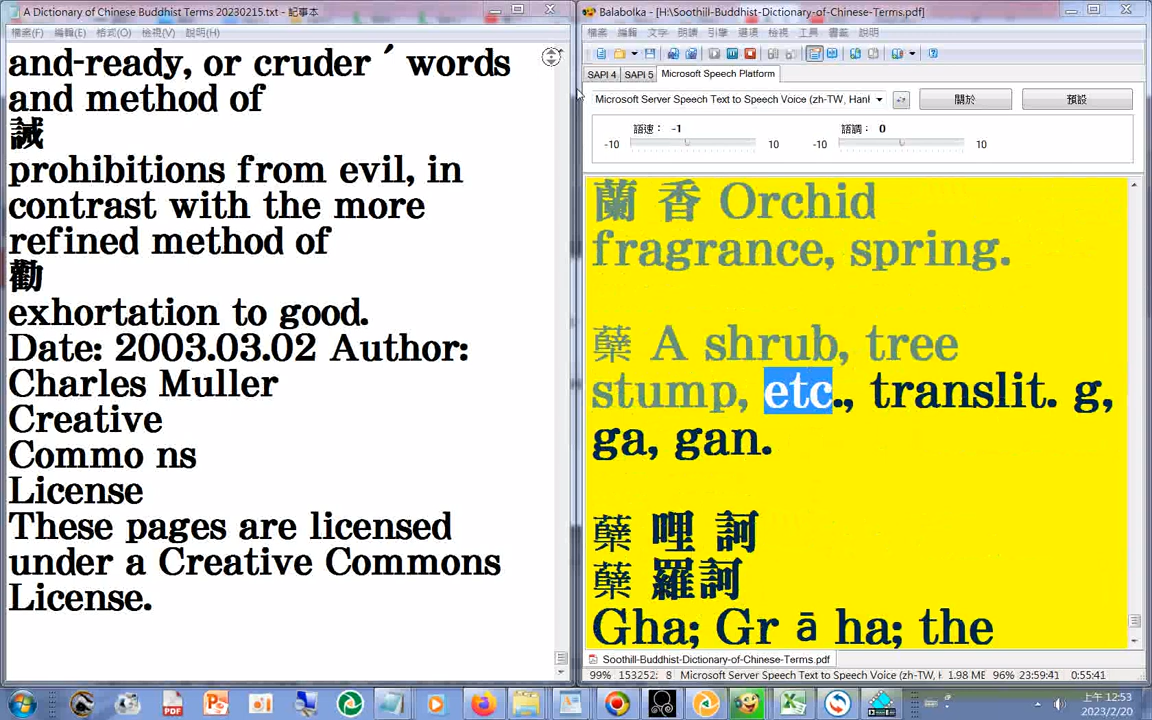 A Dictionary of Chinese Buddhist Terms 20230215.txt - 記事本
檔案(F) 編輯(E) 格式(O) 檢視(V) 說明(H)
and-ready, or cruder ˊ words
and method of
誡
prohibitions from evil, in
contrast with the more
refined method of
勸
exhortation to good.
Date: 2003.03.02 Author:
Charles Muller
Creative
Commo ns
License
These pages are licensed
under a Creative Commons
License.
Balabolka - [H:\Soothill-Buddhist-Dictionary-of-Chinese-Terms.pdf]
檔案 編輯 文字 朗讀 引擎 選項 檢視 工具 書籤 說明
SAPI 4 SAPI 5 Microsoft Speech Platform
Microsoft Server Speech Text to Speech Voice (zh-TW, Hanl
關於 預設
語速： -1 語調： 0
-10 10 -10 10
蘭 香 Orchid
fragrance, spring.
蘗 A shrub, tree
stump, etc., translit. g,
ga, gan.
蘗 哩 訶
蘗 羅訶
Gha; Gr ā ha; the
Soothill-Buddhist-Dictionary-of-Chinese-Terms.pdf
99% 153252: 8 Microsoft Server Speech Text to Speech Voice (zh-TW, H 1.98 ME 96% 23:59:41 0:55:41
上午 12:53
2023/2/20